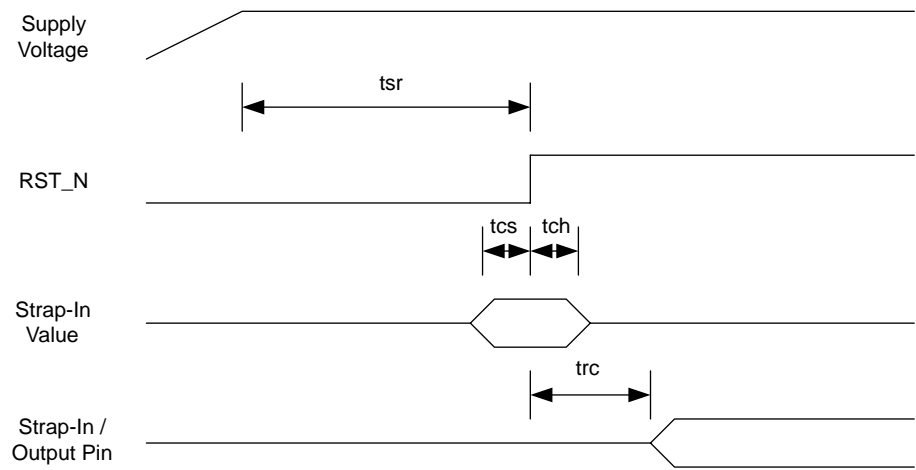 Supply
Voltage
tsr
RST_N
tcs
tch
Strap-In
Value
trc
Strap-In /
Output Pin